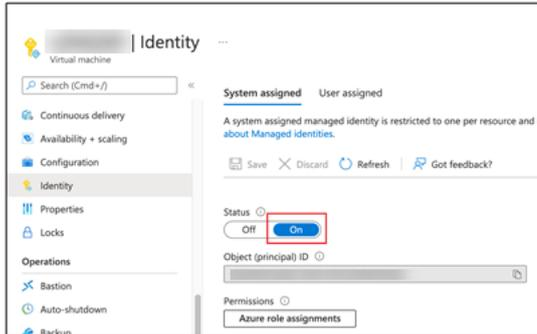 | Identity ...
Virtual machine
Search (Cmd+/)
«
Continuous delivery
Availability + scaling
Configuration
Identity
Properties
Locks
Operations
Bastion
Auto-shutdown
Backup
System assigned User assigned
A system assigned managed identity is restricted to one per resource and
about Managed identities.
Save Discard Refresh Got feedback?
Status
Off On
Object (principal) ID
Permissions
Azure role assignments